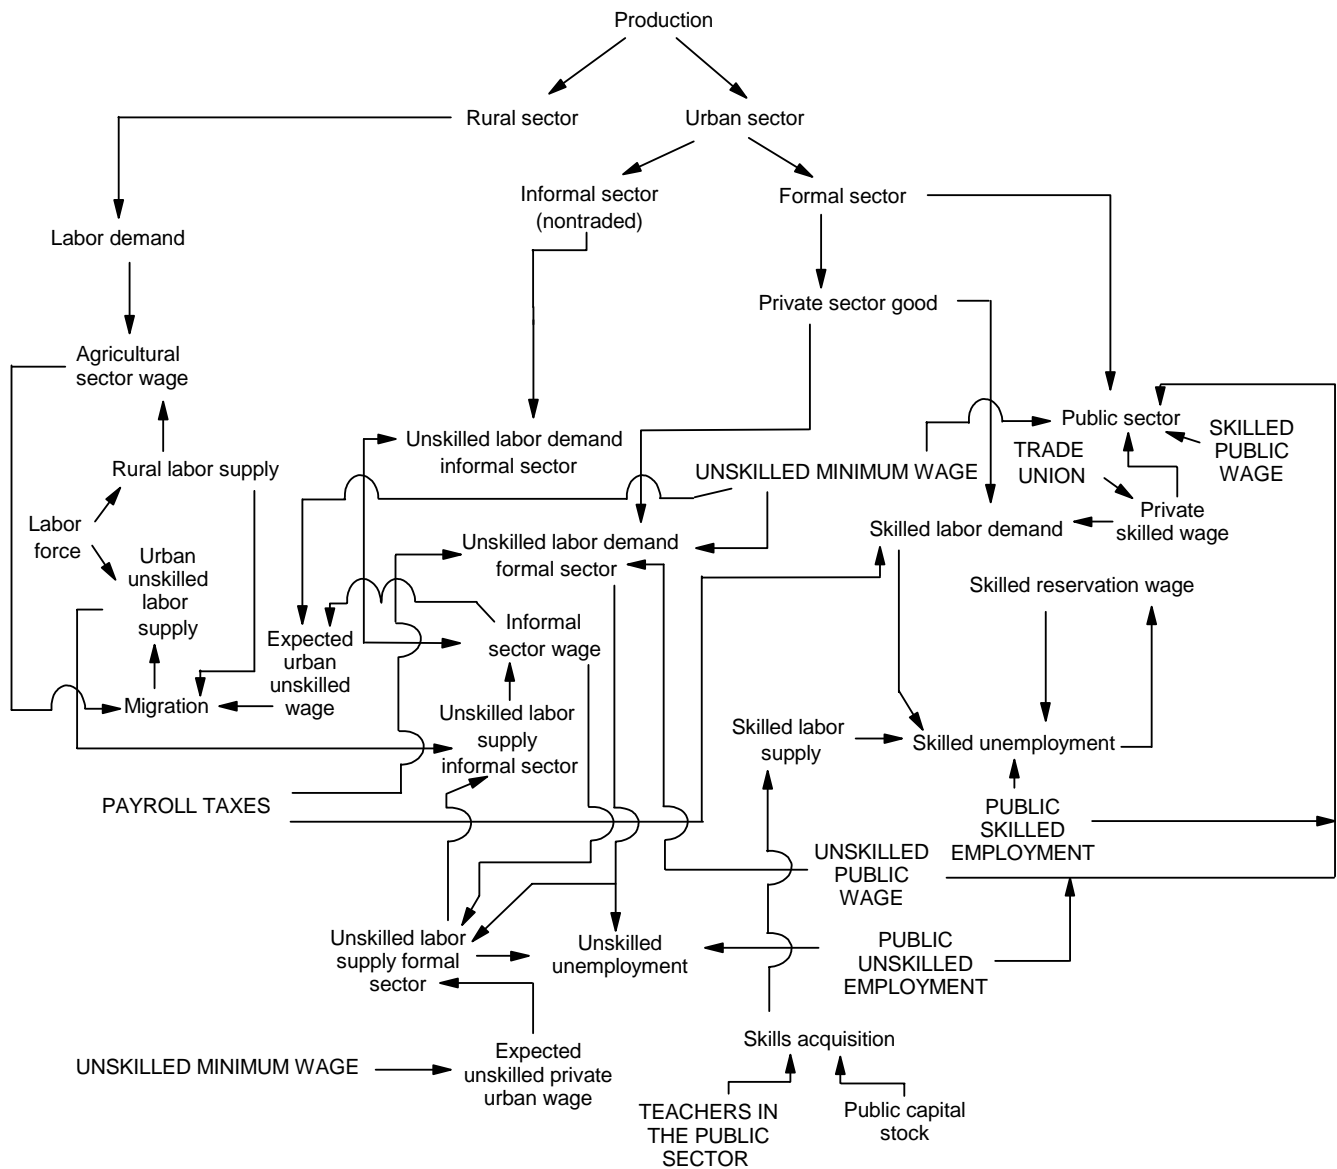 Production
Rural sector
Urban sector
Informal sector
(nontraded)
Formal sector
Labor demand
Private sector good
Agricultural
sector wage
Unskilled labor demand
informal sector
Public sector
SKILLED
PUBLIC
WAGE
TRADE
UNION
Rural labor supply
UNSKILLED MINIMUM WAGE
Private
skilled wage
Labor
force
Skilled labor demand
Unskilled labor demand
formal sector
Urban
unskilled
labor
supply
Skilled reservation wage
Informal
sector wage
Expected
urban
unskilled
wage
Migration
Unskilled labor
supply
informal sector
Skilled labor
supply
Skilled unemployment
PAYROLL TAXES
PUBLIC
SKILLED
EMPLOYMENT
UNSKILLED
PUBLIC
WAGE
Unskilled labor
supply formal
sector
Unskilled
unemployment
PUBLIC
UNSKILLED
EMPLOYMENT
Skills acquisition
UNSKILLED MINIMUM WAGE
Expected
unskilled private
urban wage
TEACHERS IN
THE PUBLIC
SECTOR
Public capital
stock